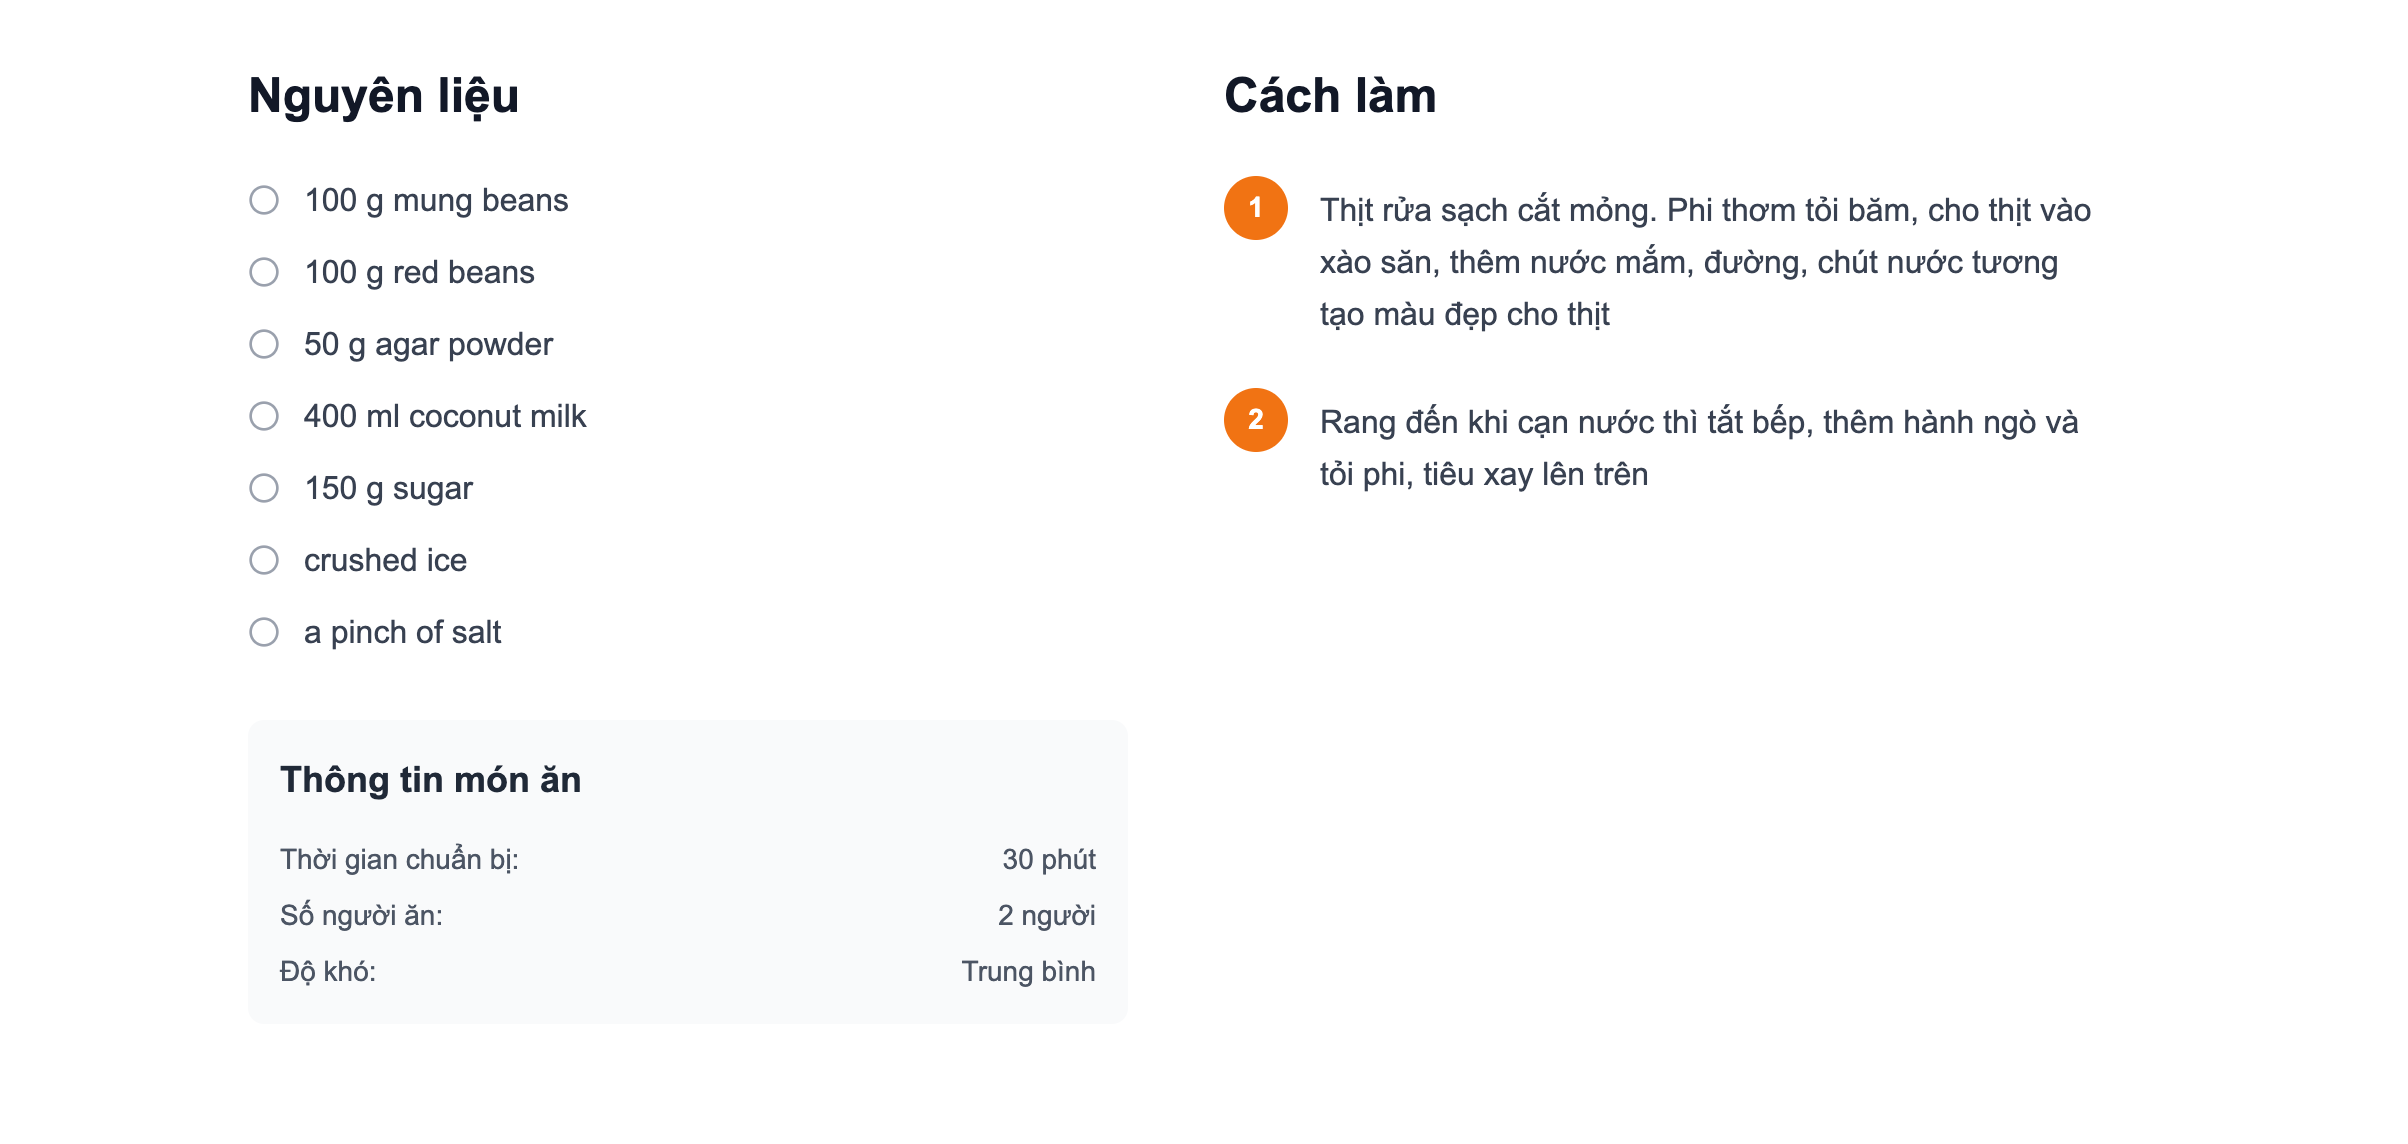 Nguyên liệu
100 g mung beans
100 g red beans
50 g agar powder
400 ml coconut milk
150 g sugar
crushed ice
a pinch of salt
Thông tin món ăn
Thời gian chuẩn bị: 30 phút
Số người ăn: 2 người
Độ khó: Trung bình
Cách làm
1 Thịt rửa sạch cắt mỏng. Phi thơm tỏi băm, cho thịt vào
xào săn, thêm nước mắm, đường, chút nước tương
tạo màu đẹp cho thịt
2 Rang đến khi cạn nước thì tắt bếp, thêm hành ngò và
tỏi phi, tiêu xay lên trên